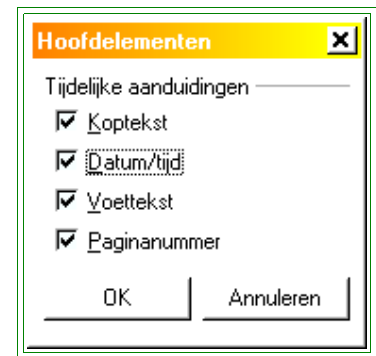 Hoofdelementen
Tijdelijke aanduidingen
Koptekst
Datum/tijd
Voettekst
Paginanummer
OK Annuleren